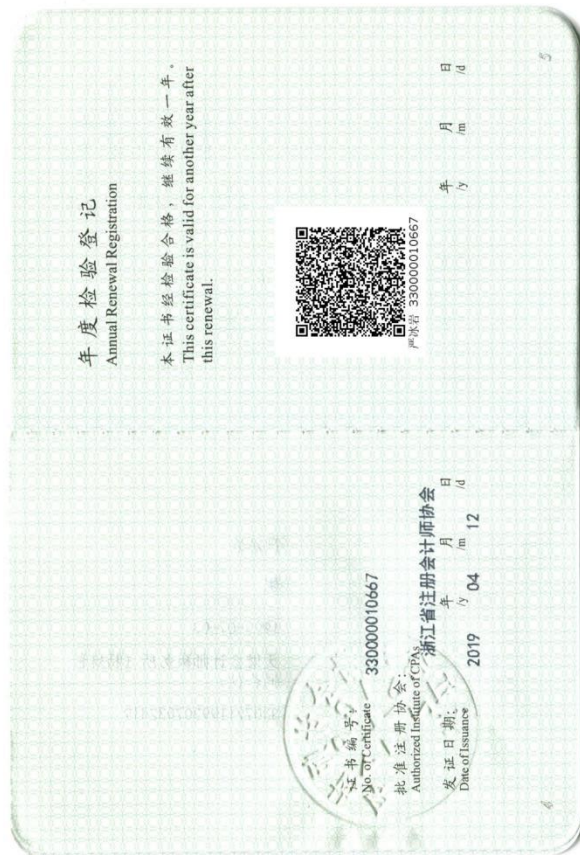 年度检验登记
Annual Renewal Registration
本证书经检验合格，继续有效一年。
This certificate is valid for another year after
this renewal.
严冰岩 330000010667
年 月 日
/y /m /d
5
证书编号：
No. of Certificate
330000010667
批准注册协会：
Authorized Institute of CPAs
浙江省注册会计师协会
发证日期：
Date of Issuance
2019 年 04 月 12 日
/y /m /d
4